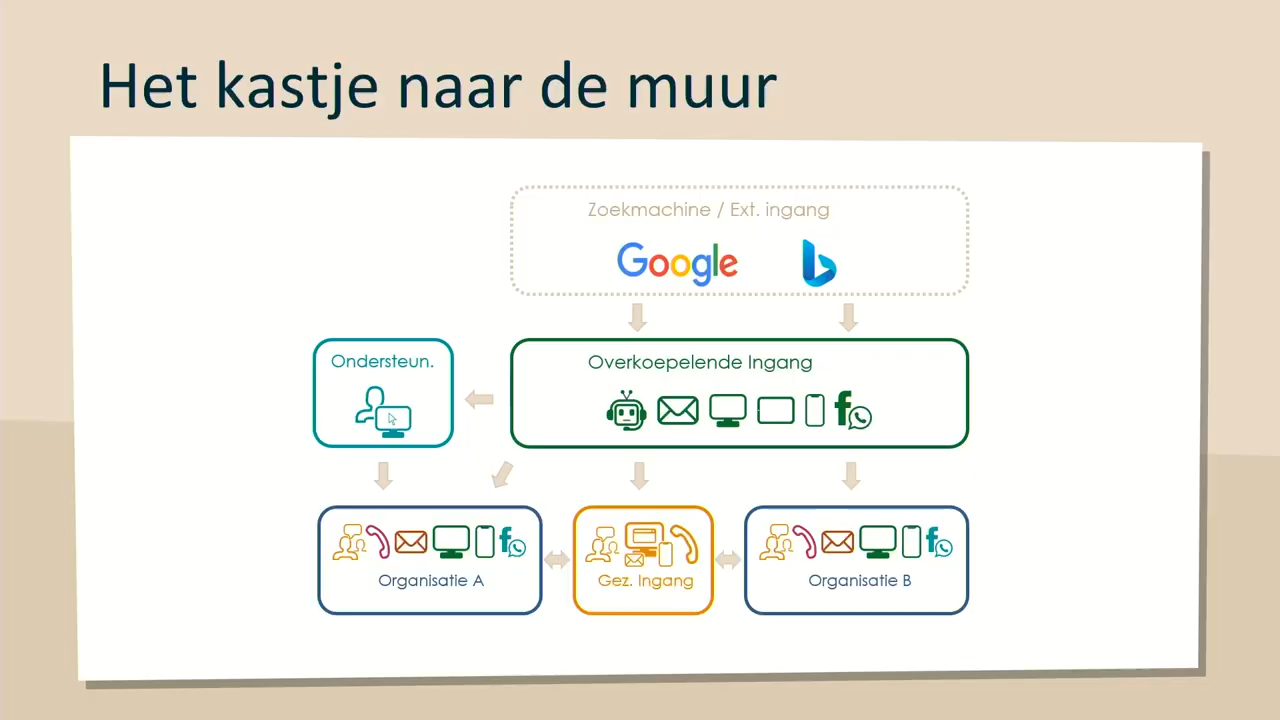 Het kastje naar de muur
Zoekmachine / Ext. ingang
Google
Ondersteun.
Overkoepelende Ingang
Organisatie A
Gez. Ingang
Organisatie B